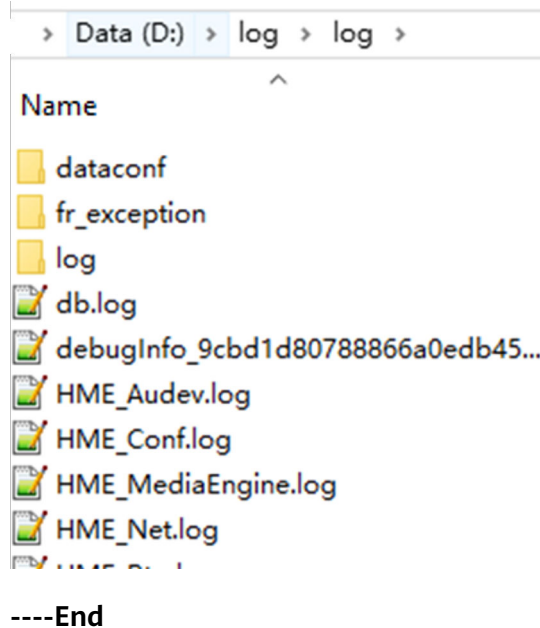 > Data (D:) > log > log >
Name
dataconf
fr_exception
log
db.log
debugInfo_9cbd1d80788866a0edb45...
HME_Audev.log
HME_Conf.log
HME_MediaEngine.log
HME_Net.log
----End